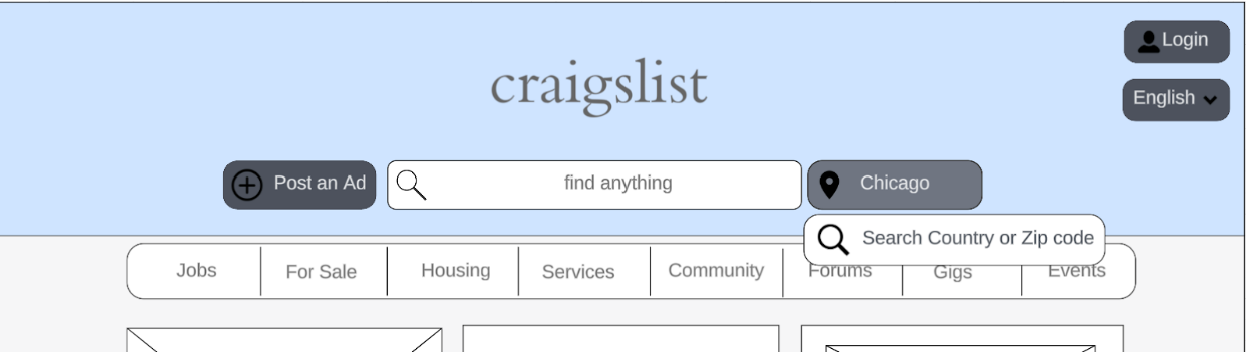 Login
craigslist
English
Post an Ad
find anything
Chicago
Search Country or Zip code
Jobs
For Sale
Housing
Services
Community
Forums
Gigs
Events